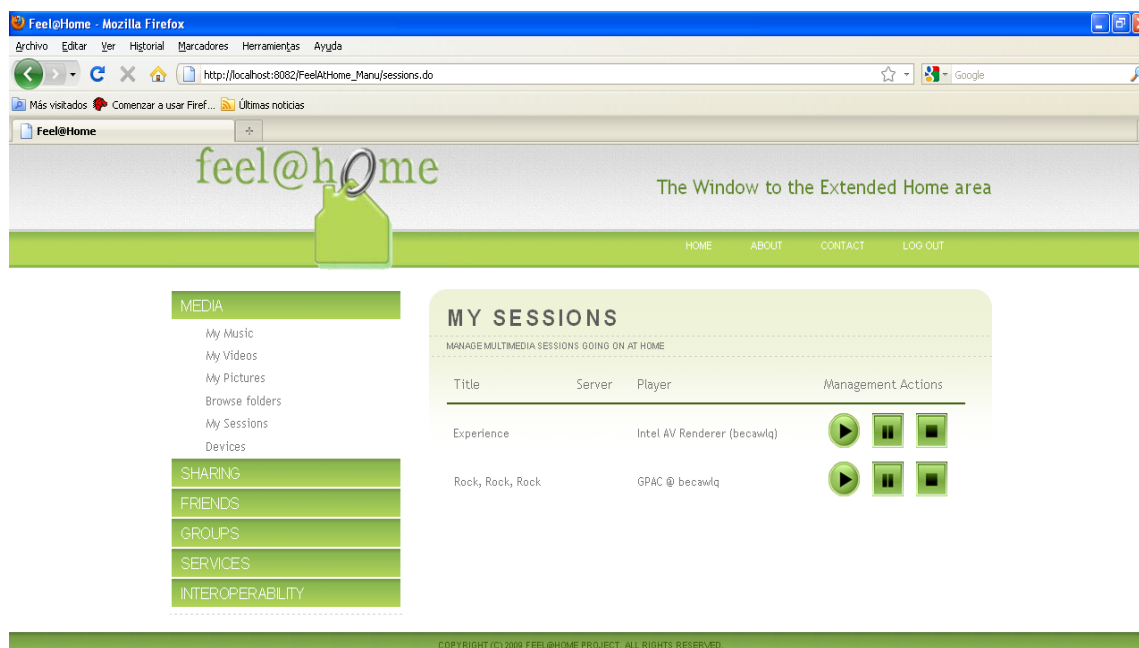 Feel@Home - Mozilla Firefox
Archivo Editar Ver Historial Marcadores Herramientas Ayuda
http://localhost:8082/FeelAtHome_Manu/sessions.do
Google
Más visitados Comenzar a usar Firef... Últimas noticias
Feel@Home
feel@home
The Window to the Extended Home area
HOME ABOUT CONTACT LOG OUT
MEDIA
My Music
My Videos
My Pictures
Browse folders
My Sessions
Devices
SHARING
FRIENDS
GROUPS
SERVICES
INTEROPERABILITY
MY SESSIONS
MANAGE MULTIMEDIA SESSIONS GOING ON AT HOME
Title Server Player Management Actions
Experience Intel AV Renderer (becawlq)
Rock, Rock, Rock GPAC @ becawlq
COPYRIGHT (C) 2009 FEEL@HOME PROJECT. ALL RIGHTS RESERVED